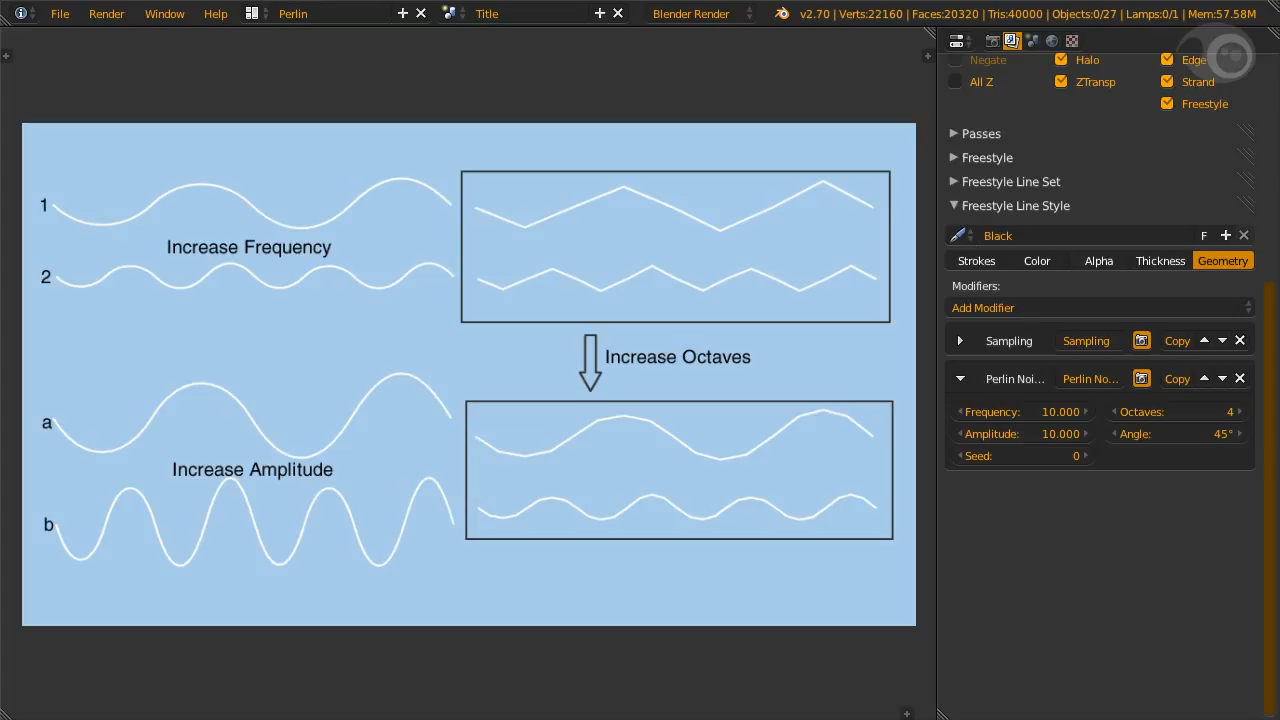 File Render Window Help Perlin Title Blender Render v2.70 | Verts:22160 | Faces:20320 | Tris:40000 | Objects:0/27 | Lamps:0/1 | Mem:57.58M
Negate Halo Edge
All Z ZTransp Strand
Freestyle
Passes
Freestyle
Freestyle Line Set
Freestyle Line Style
Black F
Strokes Color Alpha Thickness Geometry
Modifiers:
Add Modifier
Sampling Sampling Copy
Perlin Noi... Perlin No... Copy
Frequency: 10.000 Octaves: 4
Amplitude: 10.000 Angle: 45°
Seed: 0
1
Increase Frequency
2
Increase Octaves
a
Increase Amplitude
b